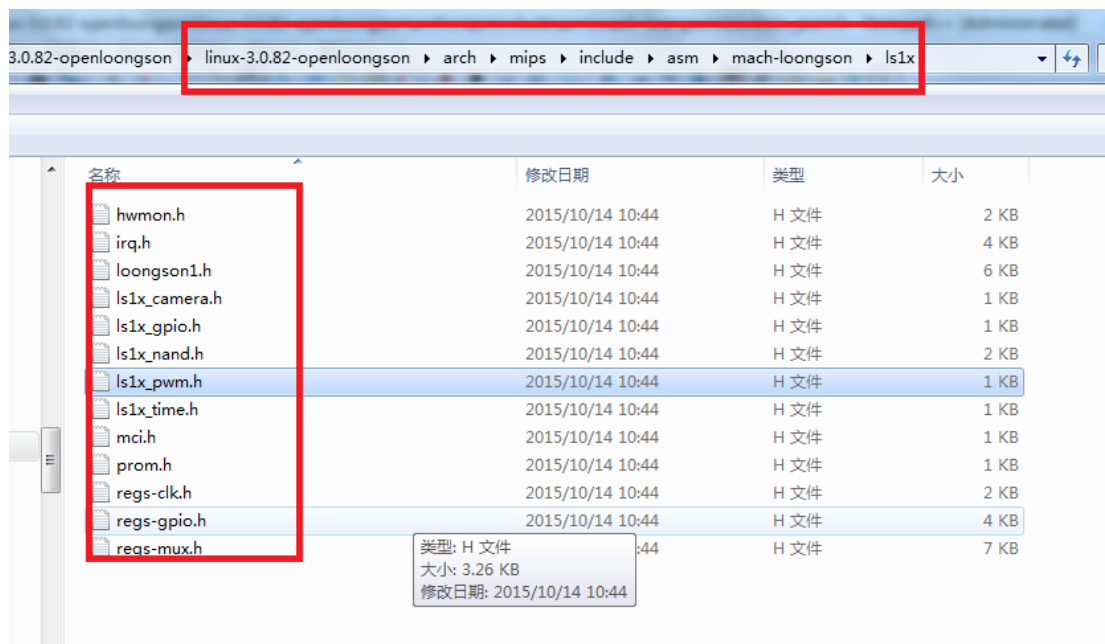 3.0.82-openloongson linux-3.0.82-openloongson arch mips include asm mach-loongson ls1x
名称 修改日期 类型 大小
hwmon.h 2015/10/14 10:44 H 文件 2 KB
irq.h 2015/10/14 10:44 H 文件 4 KB
loongson1.h 2015/10/14 10:44 H 文件 6 KB
ls1x_camera.h 2015/10/14 10:44 H 文件 1 KB
ls1x_gpio.h 2015/10/14 10:44 H 文件 1 KB
ls1x_nand.h 2015/10/14 10:44 H 文件 2 KB
ls1x_pwm.h 2015/10/14 10:44 H 文件 1 KB
ls1x_time.h 2015/10/14 10:44 H 文件 1 KB
mci.h 2015/10/14 10:44 H 文件 1 KB
prom.h 2015/10/14 10:44 H 文件 1 KB
regs-clk.h 2015/10/14 10:44 H 文件 2 KB
regs-gpio.h 2015/10/14 10:44 H 文件 4 KB
regs-mux.h :44 H 文件 7 KB
类型: H 文件
大小: 3.26 KB
修改日期: 2015/10/14 10:44